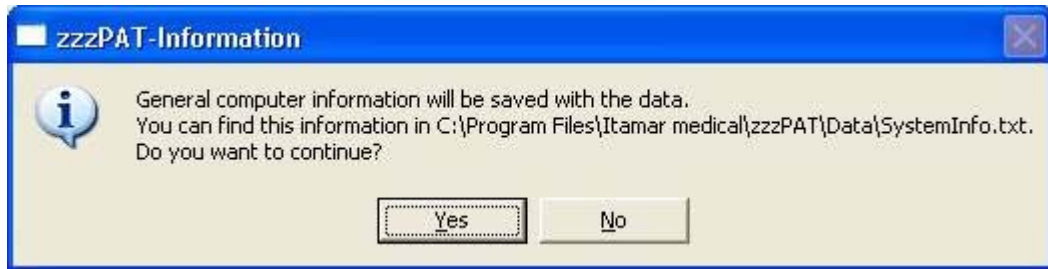 zzzPAT-Information
General computer information will be saved with the data.
You can find this information in C:\Program Files\Itamar medical\zzzPAT\Data\SystemInfo.txt.
Do you want to continue?
Yes
No